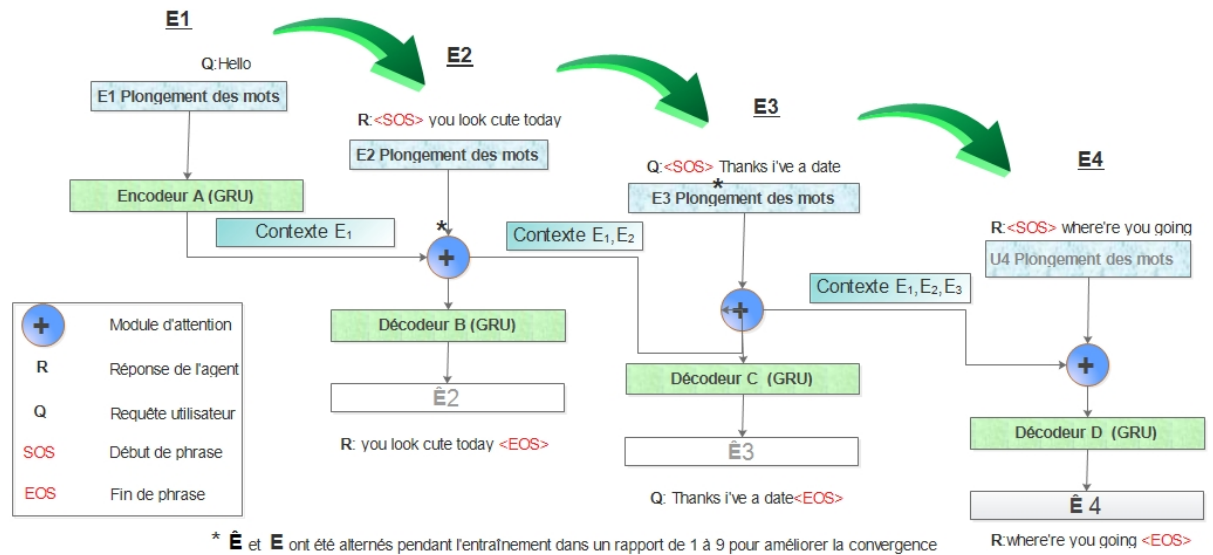 E1
Q:Hello
E1 Plongement des mots
Encodeur A (GRU)
Contexte E₁
E2
R:<SOS> you look cute today
E2 Plongement des mots
*
+
Contexte E₁,E₂
Décodeur B (GRU)
Ê2
R: you look cute today <EOS>
E3
Q:<SOS> Thanks i've a date
*
E3 Plongement des mots
+
Contexte E₁,E₂,E₃
Décodeur C (GRU)
Ê3
Q: Thanks i've a date<EOS>
E4
R:<SOS> where're you going
U4 Plongement des mots
+
Décodeur D (GRU)
Ê 4
R:where're you going <EOS>
+ Module d'attention
R Réponse de l'agent
Q Requête utilisateur
SOS Début de phrase
EOS Fin de phrase
* Ê et E ont été alternés pendant l'entraînement dans un rapport de 1 à 9 pour améliorer la convergence